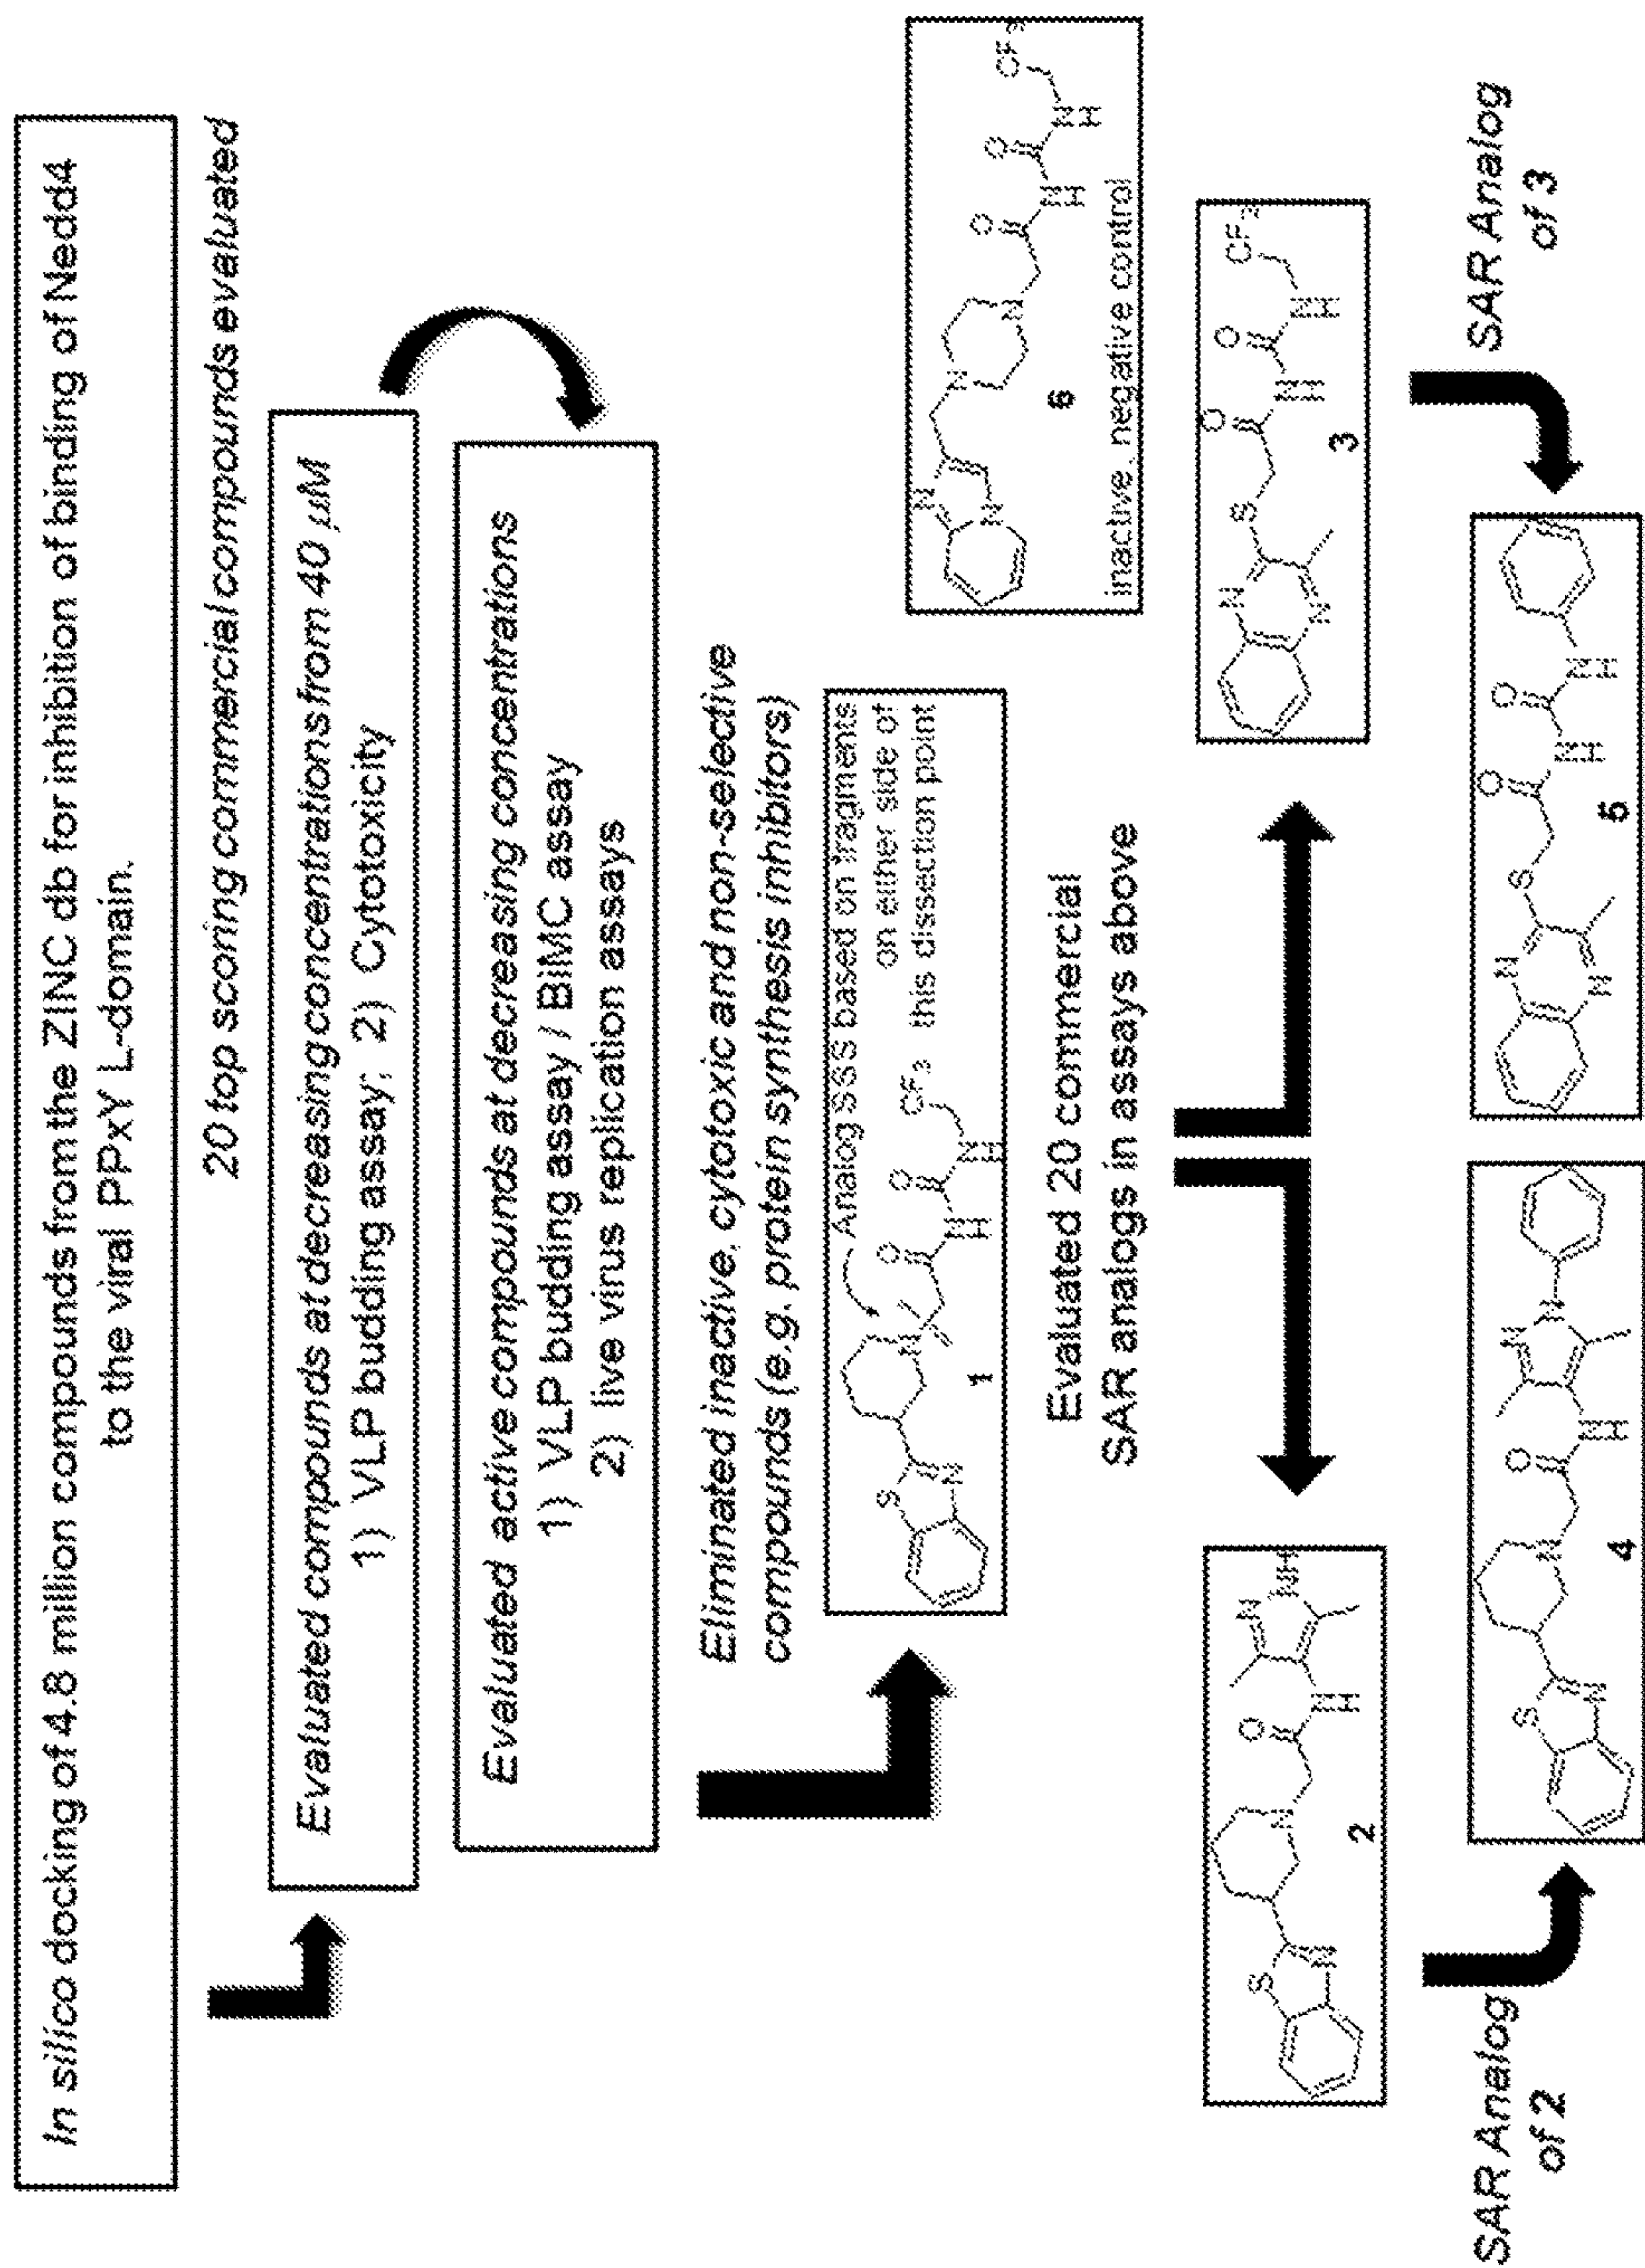 In silico docking of 4.8 million compounds from the ZINC db for inhibition of binding of Nedd4
to the viral PPxY L-domain.
20 top scoring commercial compounds evaluated
Evaluated compounds at decreasing concentrations from 40 µM
1) VLP budding assay; 2) Cytotoxicity
Evaluated active compounds at decreasing concentrations
1) VLP budding assay / BiMC assay
2) live virus replication assays
Eliminated inactive, cytotoxic and non-selective
compounds (e.g. protein synthesis inhibitors)
Analog SSS based on fragments
on either side of
this dissection point
S
N
N
O
N
H
O
N
H
CF3
1
N
N
N
N
O
N
H
O
N
H
CF3
6
inactive, negative control
Evaluated 20 commercial
SAR analogs in assays above
S
N
N
O
N
H
N
NH
2
N
N
S
O
N
H
O
N
H
CF3
3
SAR Analog
of 2
SAR Analog
of 3
S
N
N
O
N
H
N
N
4
N
N
S
O
N
H
O
N
H
5